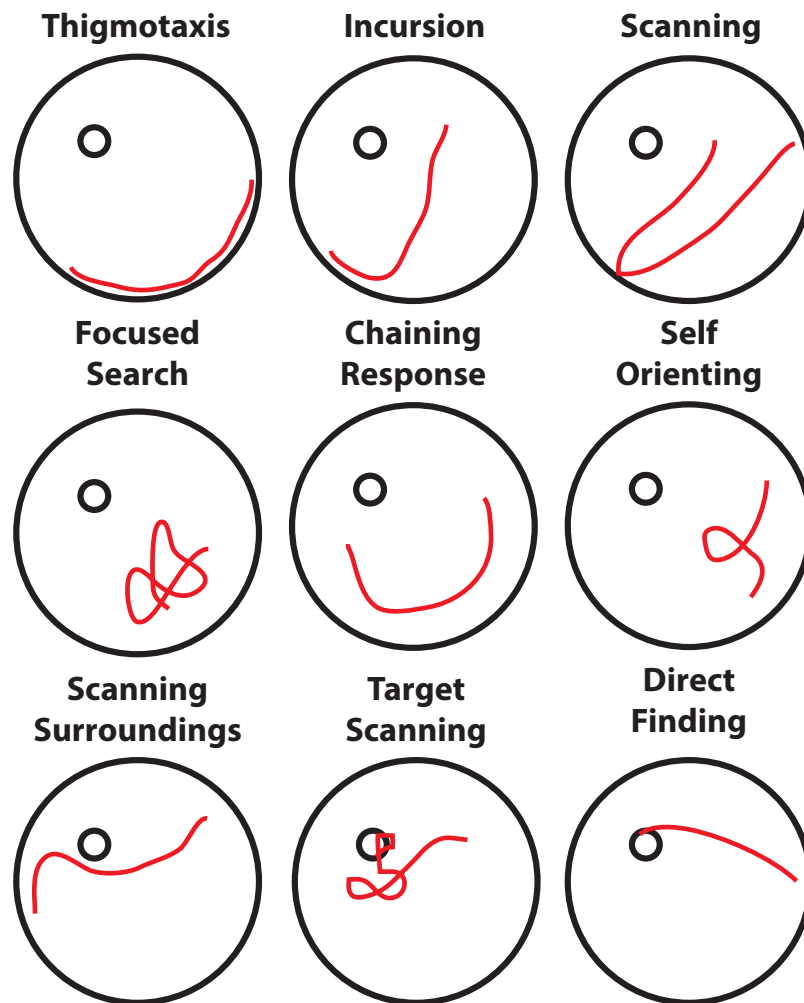 Thigmotaxis
Incursion
Scanning
Focused
Search
Chaining
Response
Self
Orienting
Scanning
Surroundings
Target
Scanning
Direct
Finding